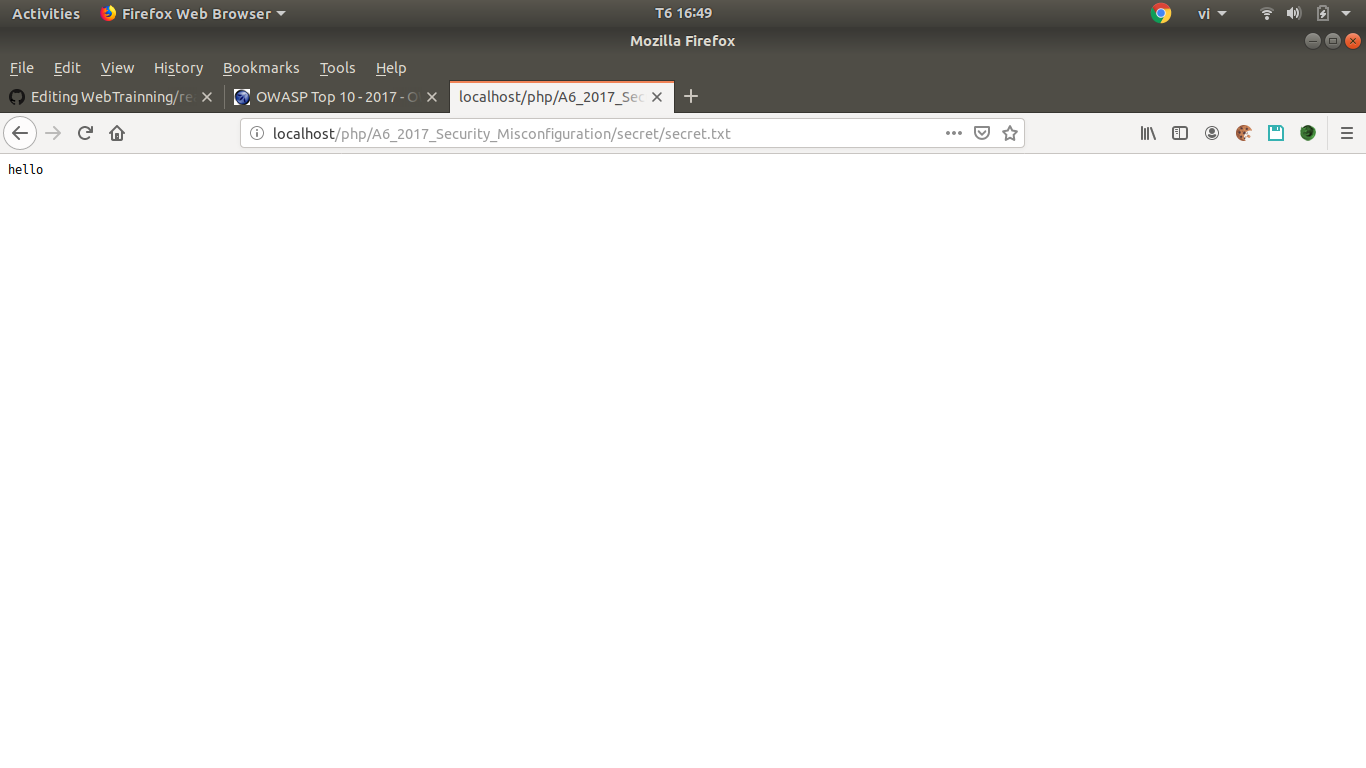 Activities Firefox Web Browser T6 16:49 vi
Mozilla Firefox
File Edit View History Bookmarks Tools Help
Editing WebTrainning/re OWASP Top 10 - 2017 - O localhost/php/A6_2017_Sec
localhost/php/A6_2017_Security_Misconfiguration/secret/secret.txt
hello